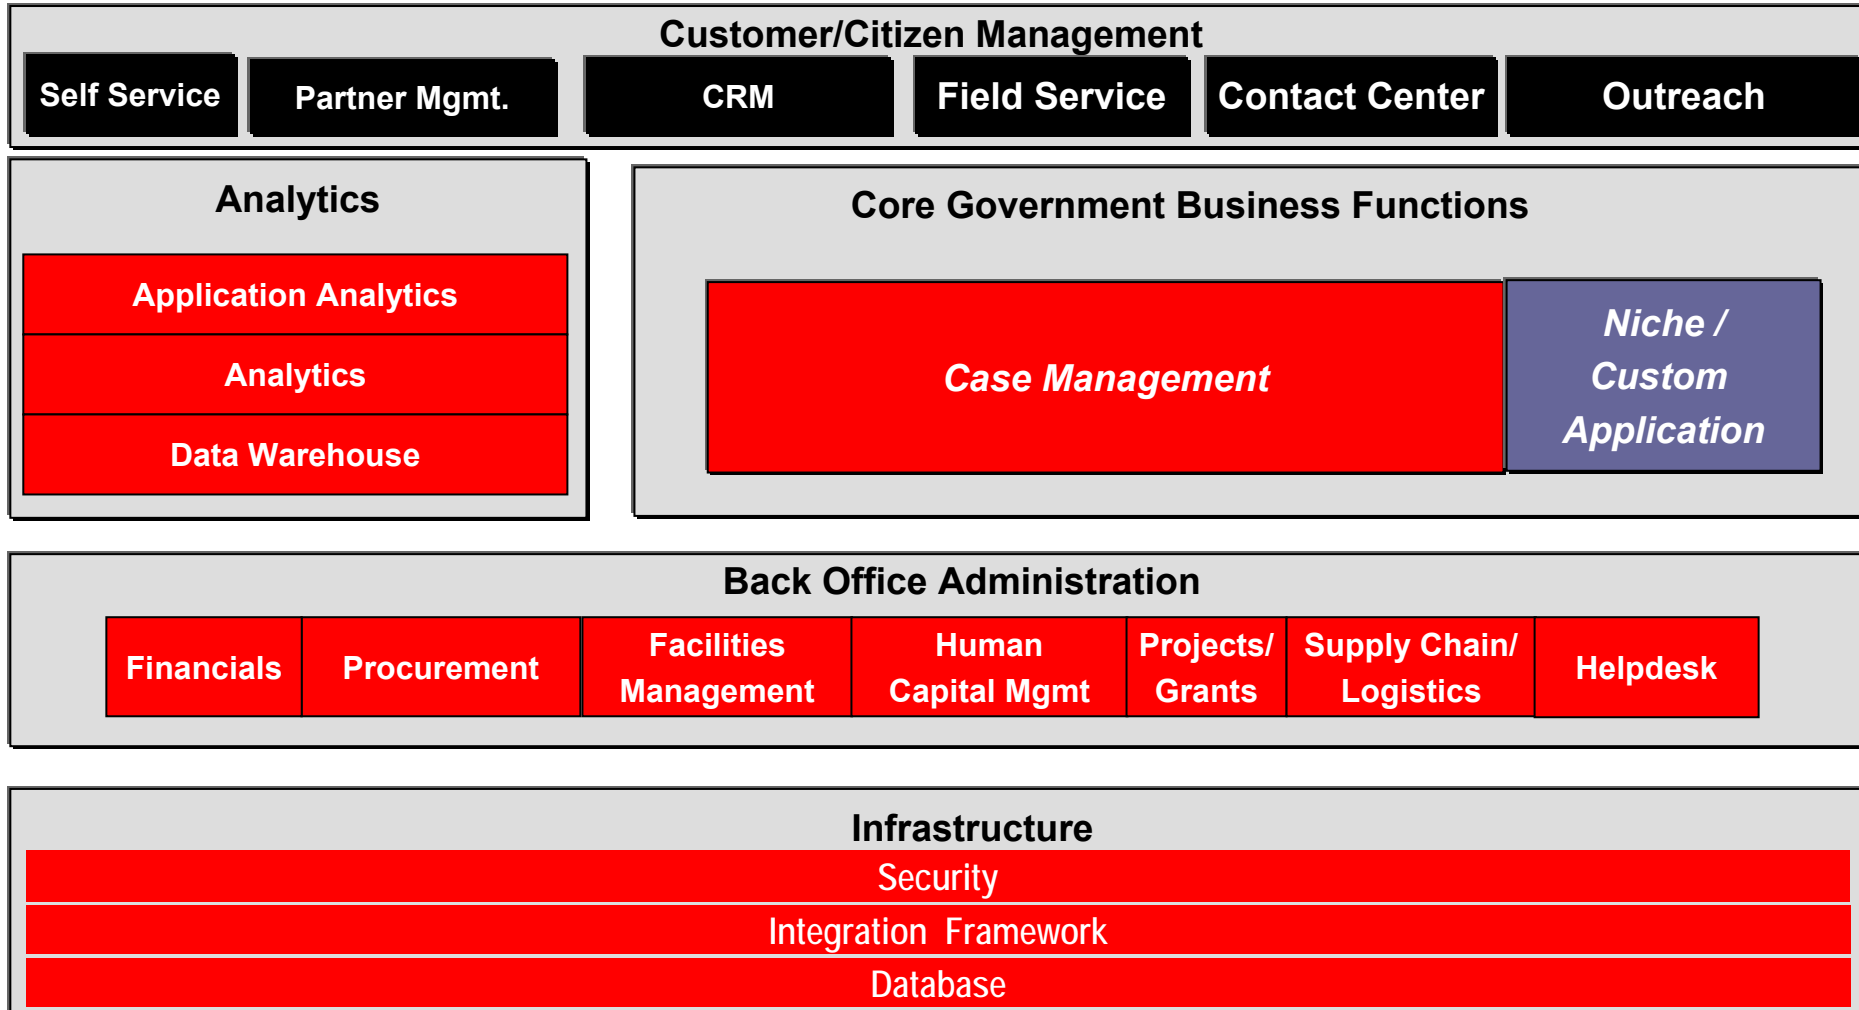 Customer/Citizen Management
Self Service
Partner Mgmt.
CRM
Field Service
Contact Center
Outreach
Analytics
Application Analytics
Analytics
Data Warehouse
Core Government Business Functions
Case Management
Niche /
Custom
Application
Back Office Administration
Financials
Procurement
Facilities
Management
Human
Capital Mgmt
Projects/
Grants
Supply Chain/
Logistics
Helpdesk
Infrastructure
Security
Integration Framework
Database